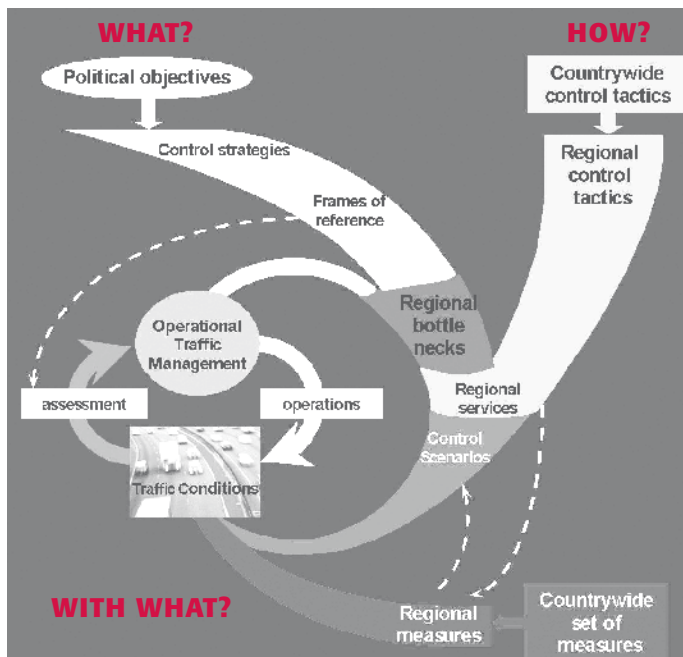 WHAT?
HOW?
Political objectives
Countrywide
control tactics
Control strategies
Regional
control
tactics
Frames of
reference
Operational
Traffic
Management
Regional
bottle
necks
assessment
operations
Regional
services
Control
Scenarios
Traffic Conditions
WITH WHAT?
Regional
measures
Countrywide
set of
measures